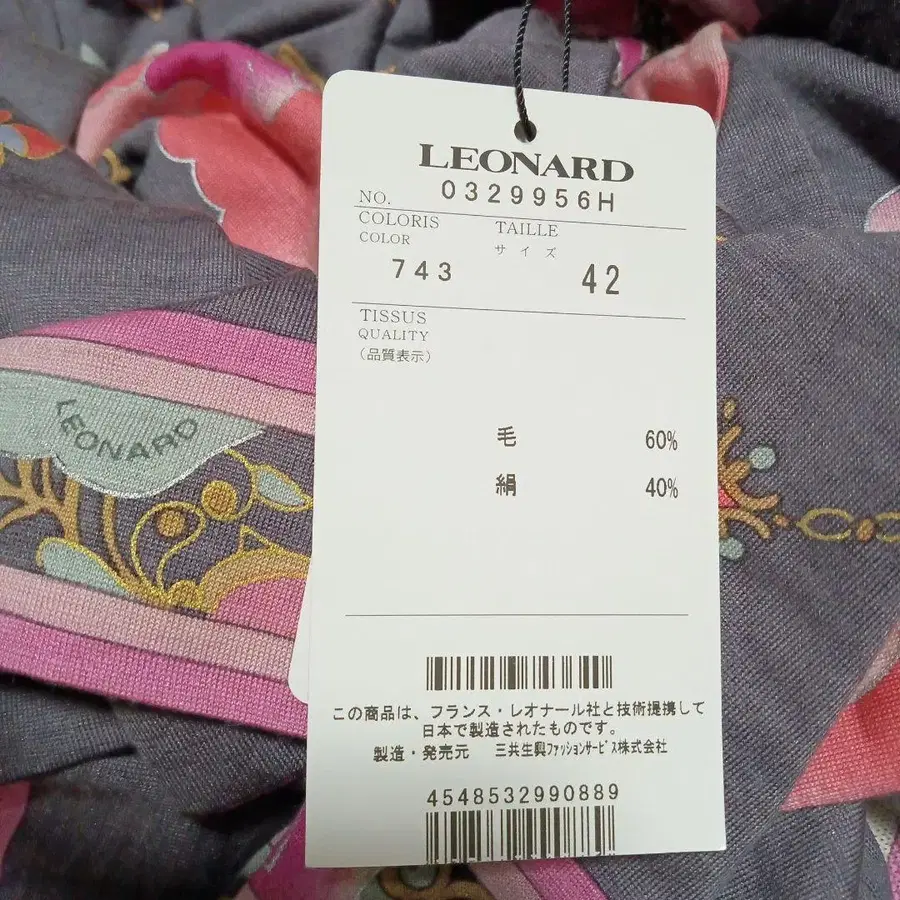 LEONARD
NO. 0329956H
COLORIS TAILLE
COLOR サイズ
743 42
TISSUS
QUALITY
(品質表示)
毛 60%
絹 40%
この商品は、フランス・レオナール社と技術提携して
日本で製造されたものです。
製造・発売元 三共生興ファッションサービス株式会社
4548532990889
LEONARD